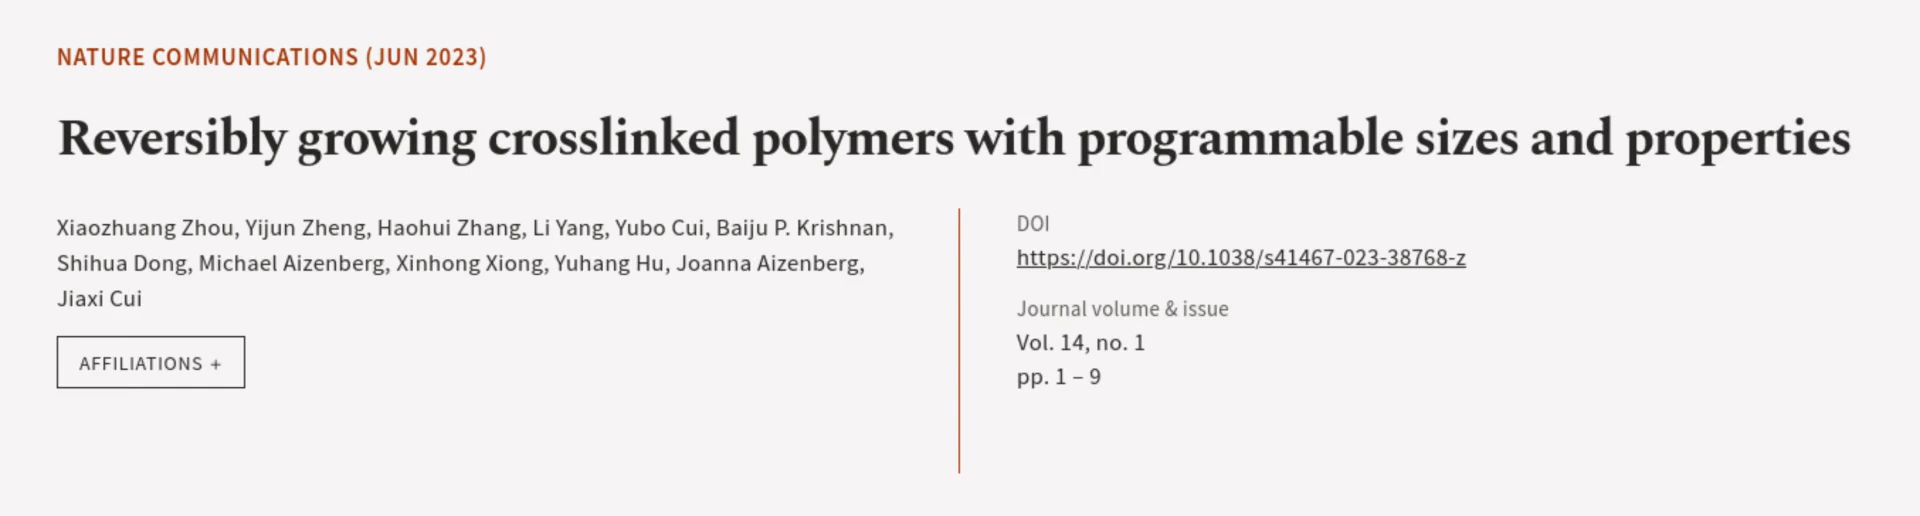 NATURE COMMUNICATIONS (JUN 2023)
Reversibly growing crosslinked polymers with programmable sizes and properties
Xiaozhuang Zhou, Yijun Zheng, Haohui Zhang, Li Yang, Yubo Cui, Baiju P. Krishnan,
Shihua Dong, Michael Aizenberg, Xinhong Xiong, Yuhang Hu, Joanna Aizenberg,
Jiaxi Cui
AFFILIATIONS +
DOI
https://doi.org/10.1038/s41467-023-38768-z
Journal volume & issue
Vol. 14, no. 1
pp. 1 – 9